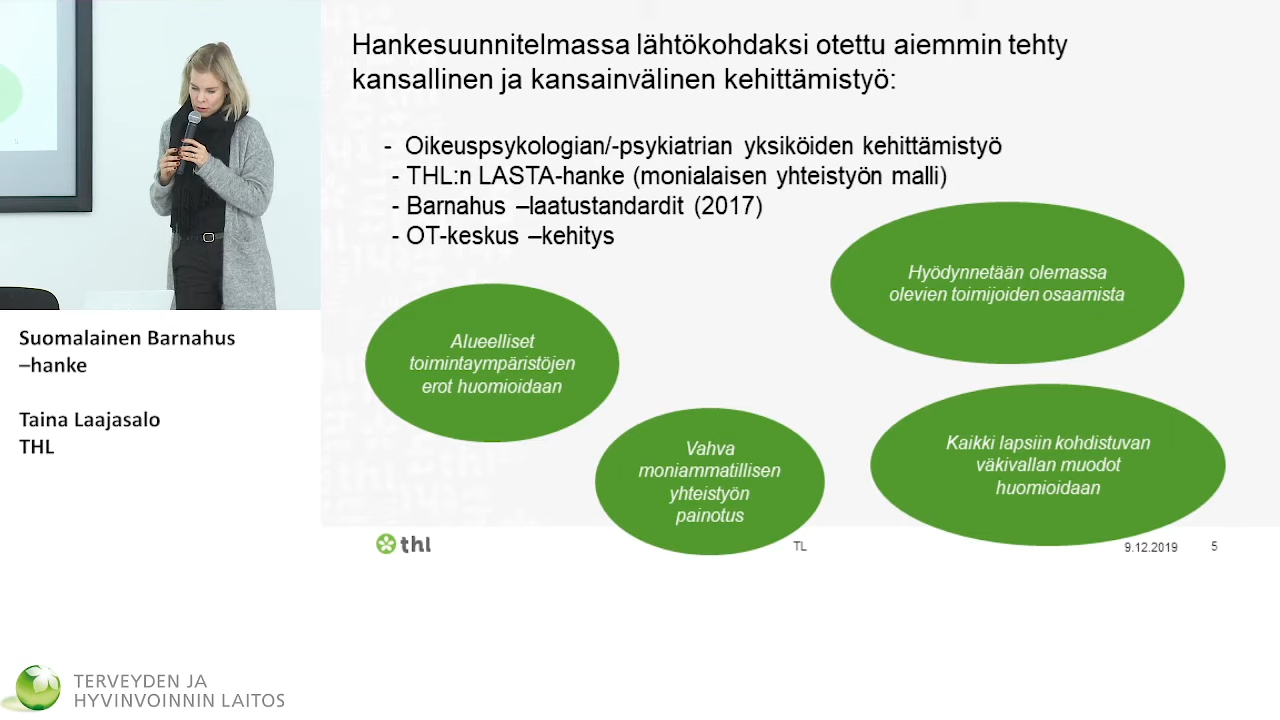 Hankesuunnitelmassa lähtökohdaksi otettu aiemmin tehty
kansallinen ja kansainvälinen kehittämistyö:
- Oikeuspsykologian/-psykiatrian yksiköiden kehittämistyö
- THL:n LASTA-hanke (monialaisen yhteistyön malli)
- Barnahus –laatustandardit (2017)
- OT-keskus –kehitys
Hyödynnetään olemassa
olevien toimijoiden osaamista
Alueelliset
toimintaympäristöjen
erot huomioidaan
Vahva
moniammatillisen
yhteistyön
painotus
Kaikki lapsiin kohdistuvan
väkivallan muodot
huomioidaan
thl
TL
9.12.2019
5
Suomalainen Barnahus
–hanke
Taina Laajasalo
THL
TERVEYDEN JA
HYVINVOINNIN LAITOS